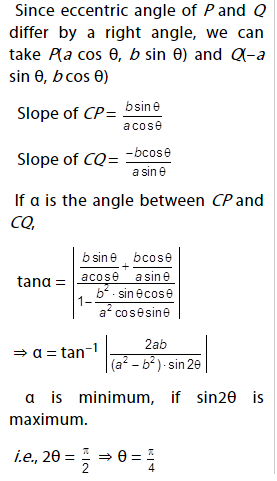 Since eccentric angle of P and Q
differ by a right angle, we can
take P(a cos θ, b sin θ) and Q(–a
sin θ, b cos θ)
Slope of CP = b sin θ / a cos θ
Slope of CQ = –b cos θ / a sin θ
If α is the angle between CP and
CQ,
tanα = | (b sin θ / a cos θ + b cos θ / a sin θ) / (1 – b² · sin θ cos θ / a² cos θ sin θ) |
⇒ α = tan⁻¹ | 2ab / (a² – b²) · sin 2θ |
α is minimum, if sin2θ is
maximum.
i.e., 2θ = π/2 ⇒ θ = π/4